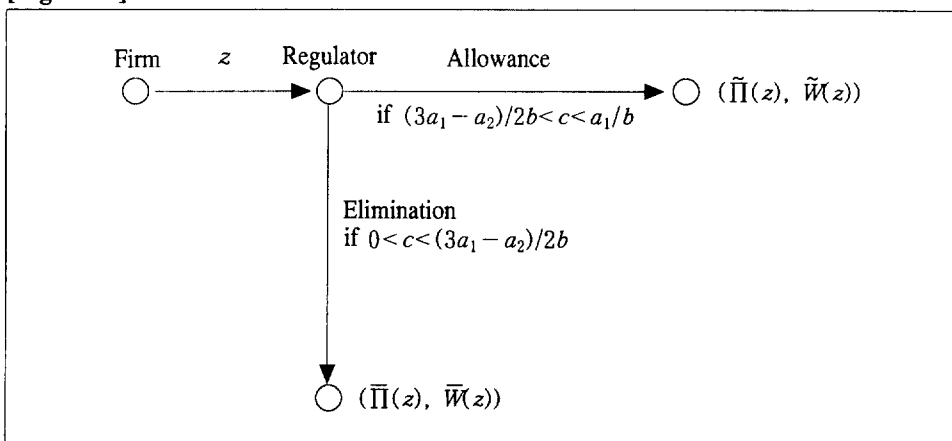 Firm z Regulator Allowance
(Π̃(z), W̃(z))
if (3a₁ − a₂)/2b < c < a₁/b
Elimination
if 0 < c < (3a₁ − a₂)/2b
(Π̅(z), W̅(z))